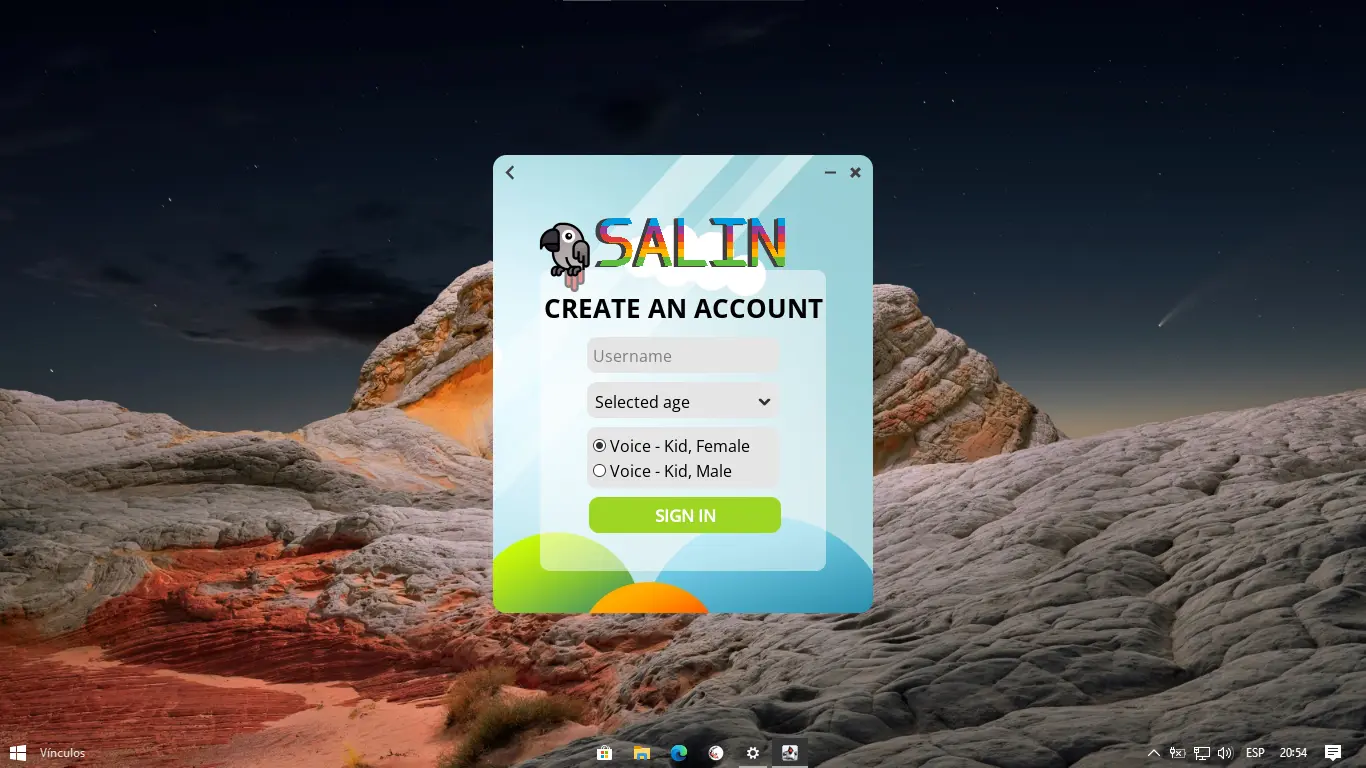 SALIN
CREATE AN ACCOUNT
Username
Selected age
Voice - Kid, Female
Voice - Kid, Male
SIGN IN
Vínculos
ESP
20:54